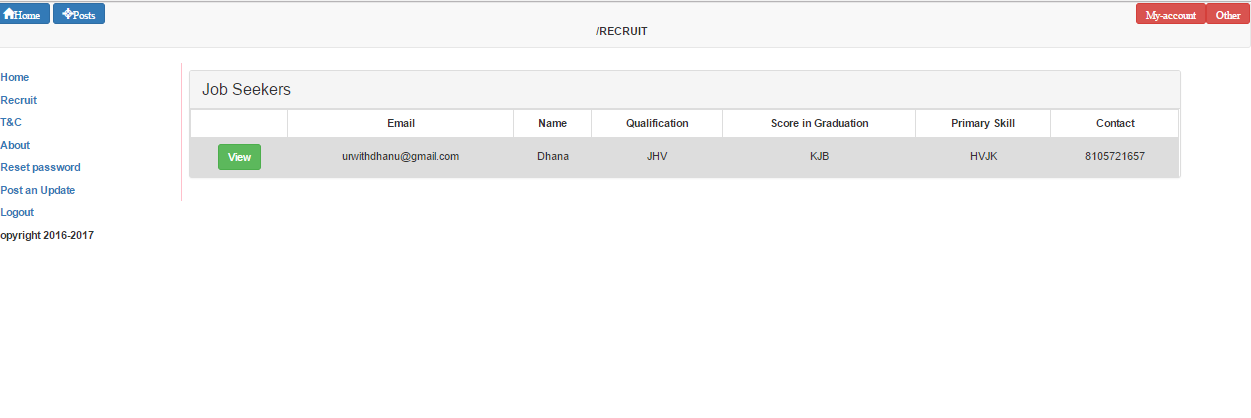 Home Posts My-account Other
/RECRUIT
Home
Recruit
T&C
About
Reset password
Post an Update
Logout
opyright 2016-2017
Job Seekers
Email Name Qualification Score in Graduation Primary Skill Contact
View urwithdhanu@gmail.com Dhana JHV KJB HVJK 8105721657